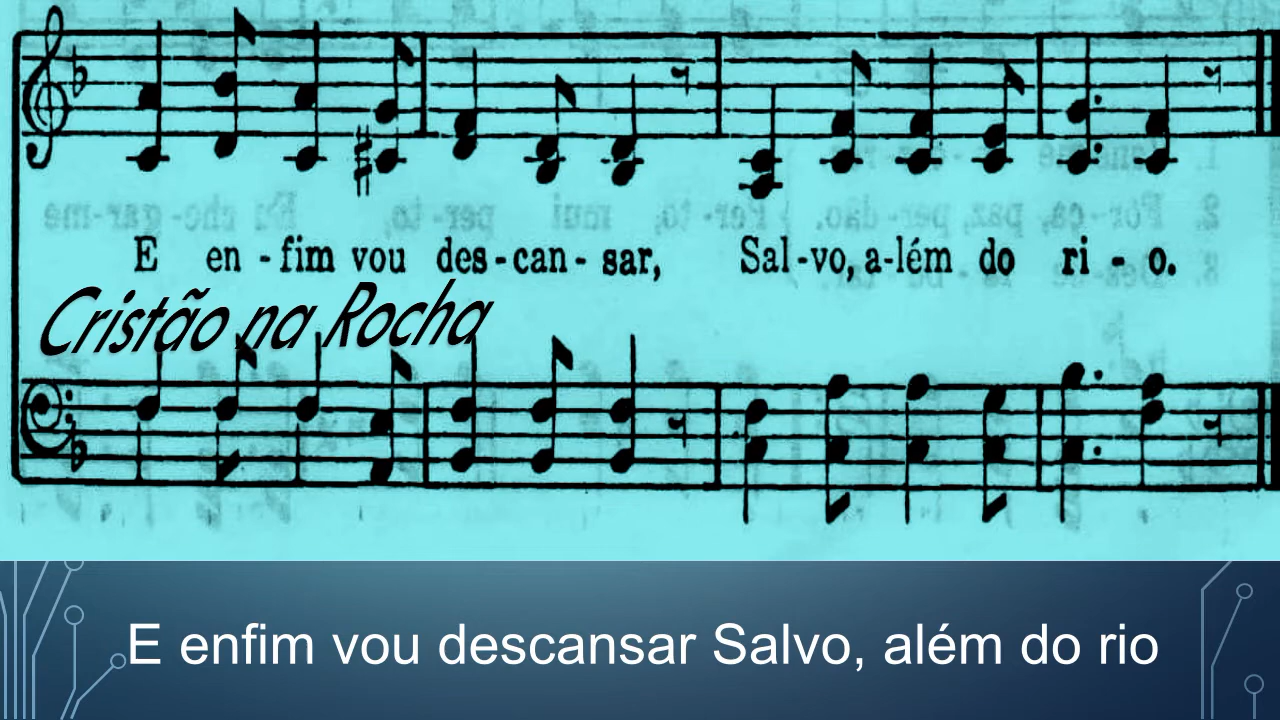 E en - fim vou des - can - sar, Sal - vo, a - lém do ri - o.
Cristão na Rocha
E enfim vou descansar Salvo, além do rio